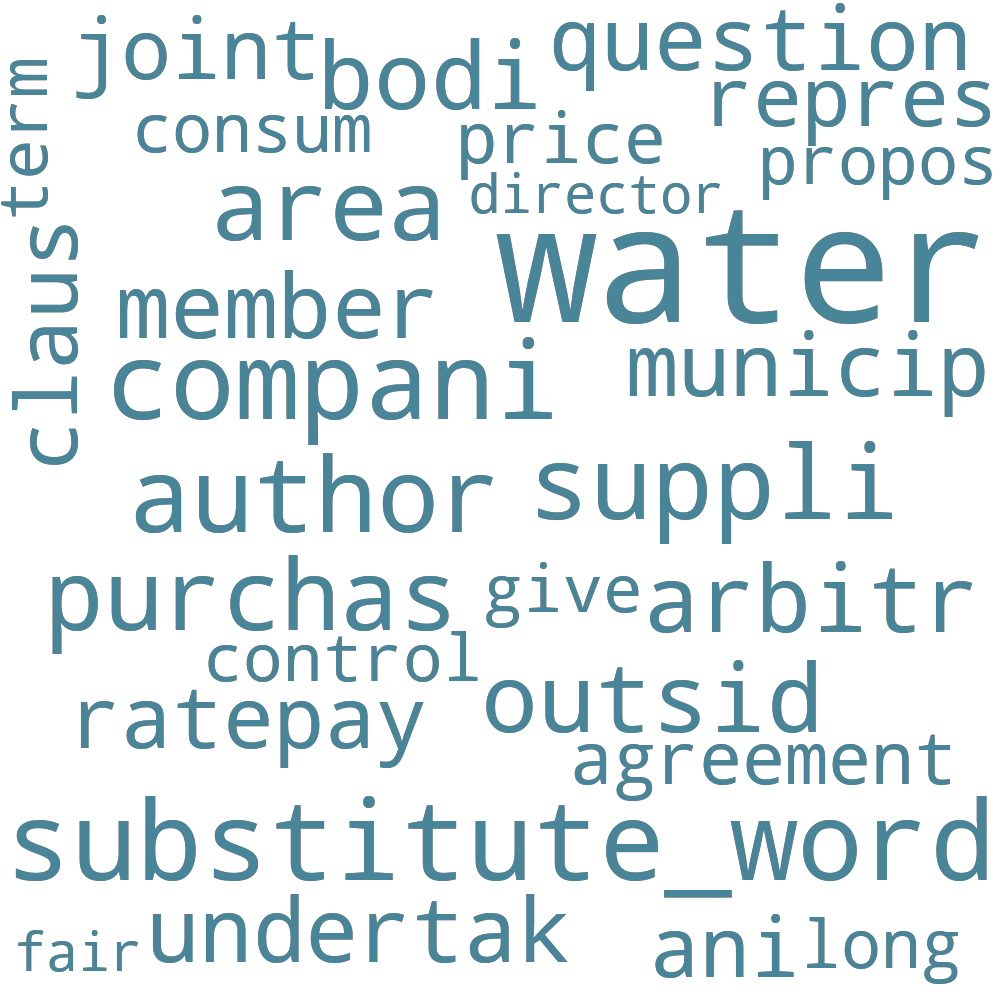 joint
bodi
question
term
consum
price
repres
propos
area
director
water
claus
member
compani
municip
author
suppli
purchas
give
arbitr
control
ratepay
outsid
agreement
substitute_word
fair
undertak
ani
long